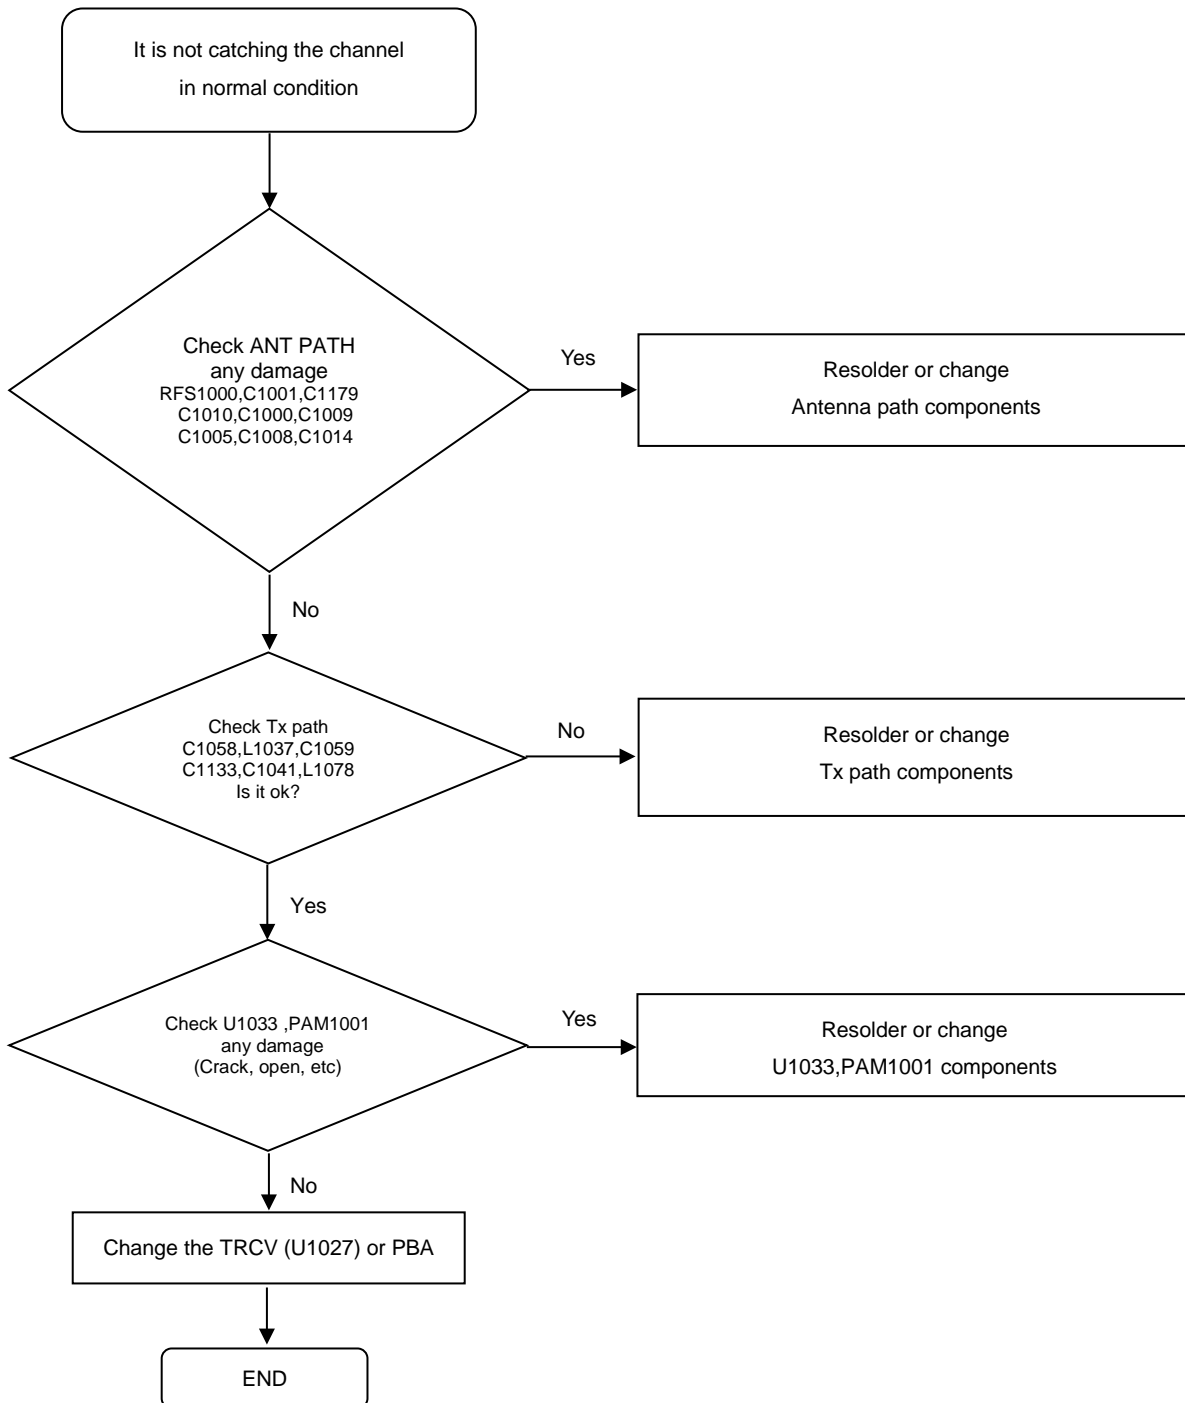 It is not catching the channel
in normal condition
Check ANT PATH
any damage
RFS1000,C1001,C1179
C1010,C1000,C1009
C1005,C1008,C1014
Yes
Resolder or change
Antenna path components
No
Check Tx path
C1058,L1037,C1059
C1133,C1041,L1078
Is it ok?
No
Resolder or change
Tx path components
Yes
Check U1033 ,PAM1001
any damage
(Crack, open, etc)
Yes
Resolder or change
U1033,PAM1001 components
No
Change the TRCV (U1027) or PBA
END